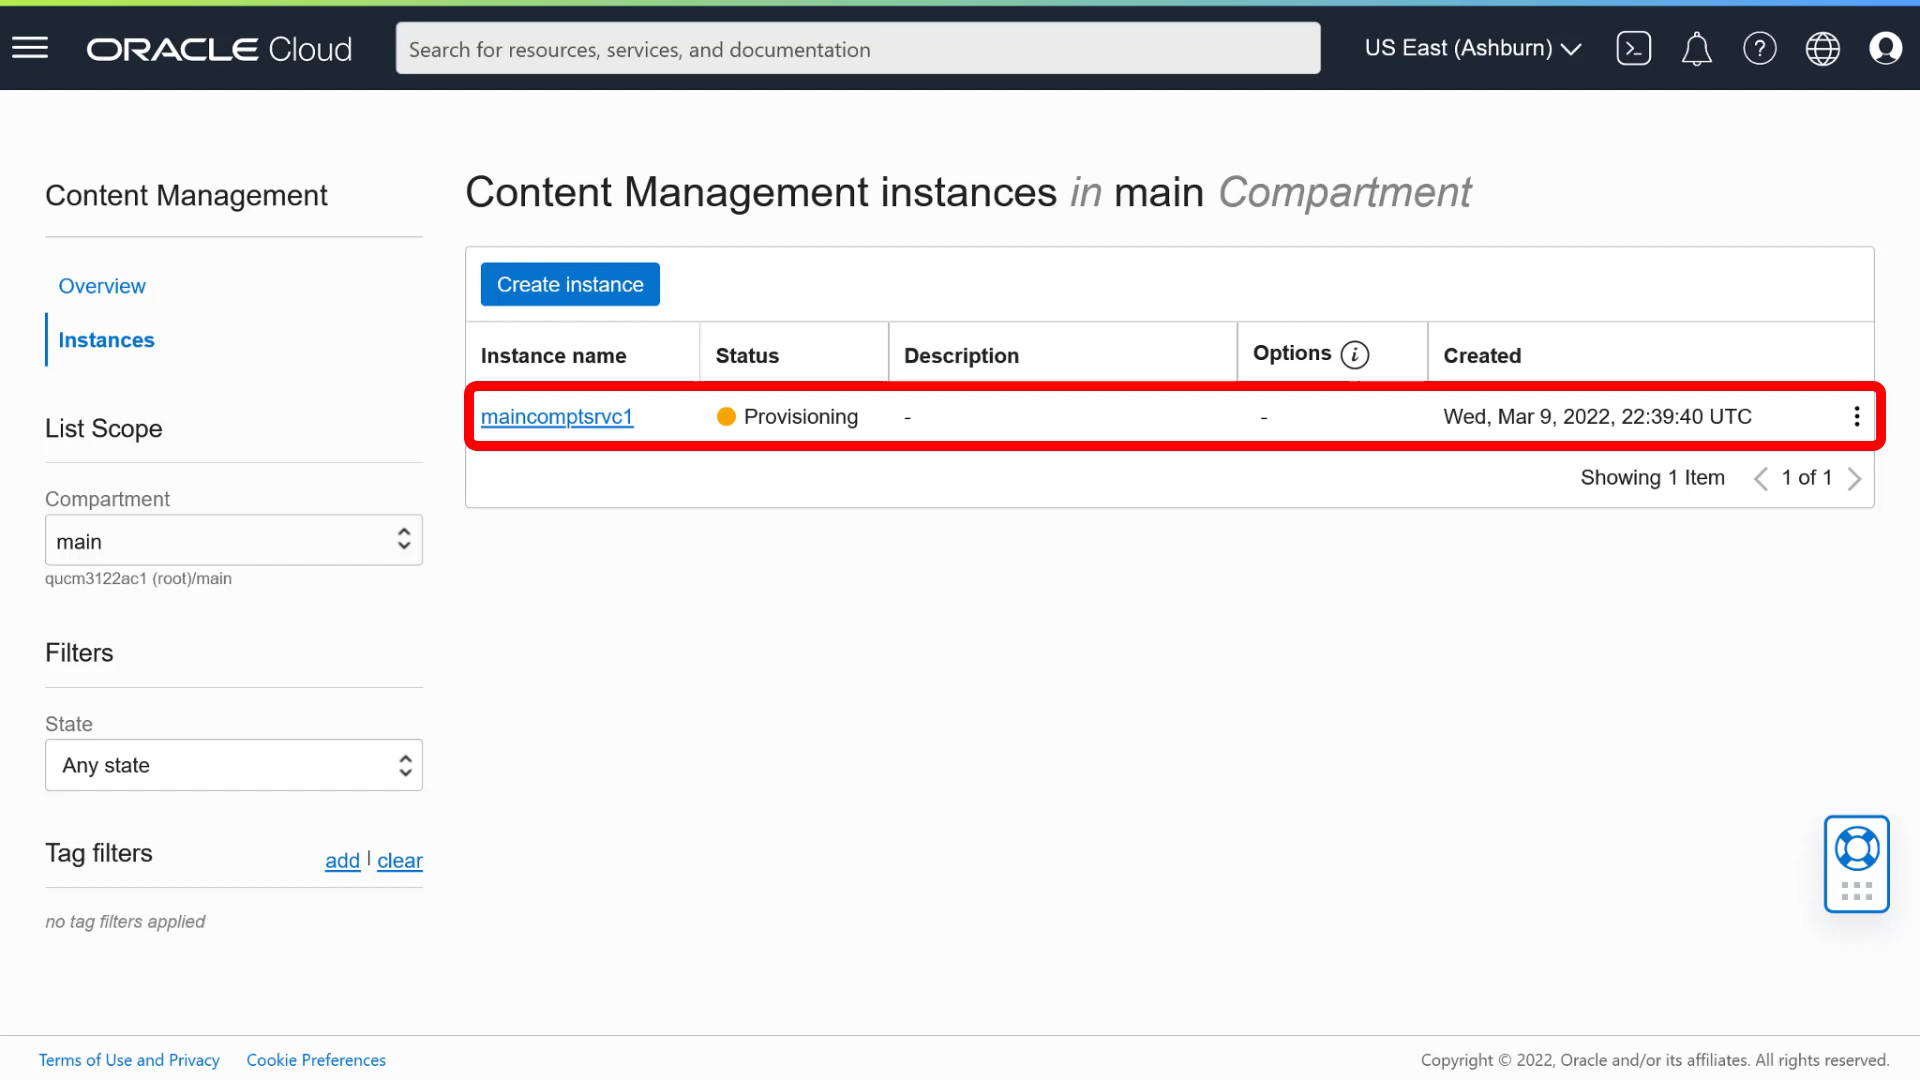 ORACLE Cloud
Search for resources, services, and documentation
US East (Ashburn)
Content Management
Overview
Instances
List Scope
Compartment
main
qucm3122ac1 (root)/main
Filters
State
Any state
Tag filters
add | clear
no tag filters applied
Content Management instances in main Compartment
Create instance
Instance name Status Description Options i Created
maincomptsrvc1 Provisioning - - Wed, Mar 9, 2022, 22:39:40 UTC
Showing 1 Item < 1 of 1 >
Terms of Use and Privacy Cookie Preferences
Copyright © 2022, Oracle and/or its affiliates. All rights reserved.